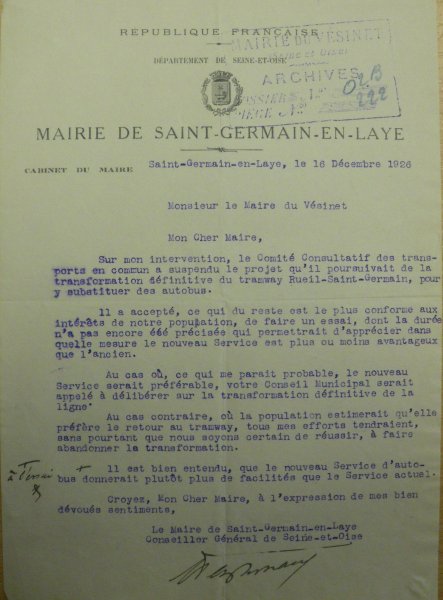 RÉPUBLIQUE FRANÇAISE
DÉPARTEMENT DE SEINE-ET-OISE
MAIRIE DU VÉSINET
Seine et Oise
ARCHIVES
DOSSIER
PIÈCE No
222
MAIRIE DE SAINT-GERMAIN-EN-LAYE
CABINET DU MAIRE
Saint-Germain-en-Laye, le 16 Décembre 1926
Monsieur le Maire du Vésinet
Mon Cher Maire,
Sur mon intervention, le Comité Consultatif des trans-
ports en commun a suspendu le projet qu'il poursuivait de la
transformation définitive du tramway Rueil-Saint-Germain, pour
y substituer des autobus.
Il a accepté, ce qui du reste est le plus conforme aux
intérêts de notre population, de faire un essai, dont la durée
n'a pas encore été précisée qui permettrait d'apprécier dans
quelle mesure le nouveau Service est plus ou moins avantageux
que l'ancien.
Au cas où, ce qui me parait probable, le nouveau
Service serait préférable, votre Conseil Municipal serait
appelé à délibérer sur la transformation définitive de la
ligne
Au cas contraire, où la population estimerait qu'elle
préfère le retour au tramway, tous mes efforts tendraient,
sans pourtant que nous soyons certain de réussir, à faire
abandonner la transformation.
à l'essai
+ Il est bien entendu, que le nouveau Service d'auto-
bus donnerait plutôt plus de facilités que le Service actuel.
Croyez, Mon Cher Maire, à l'expression de mes bien
dévoués sentiments,
Le Maire de Saint-Germain-en-Laye
Conseiller Général de Seine-et-Oise